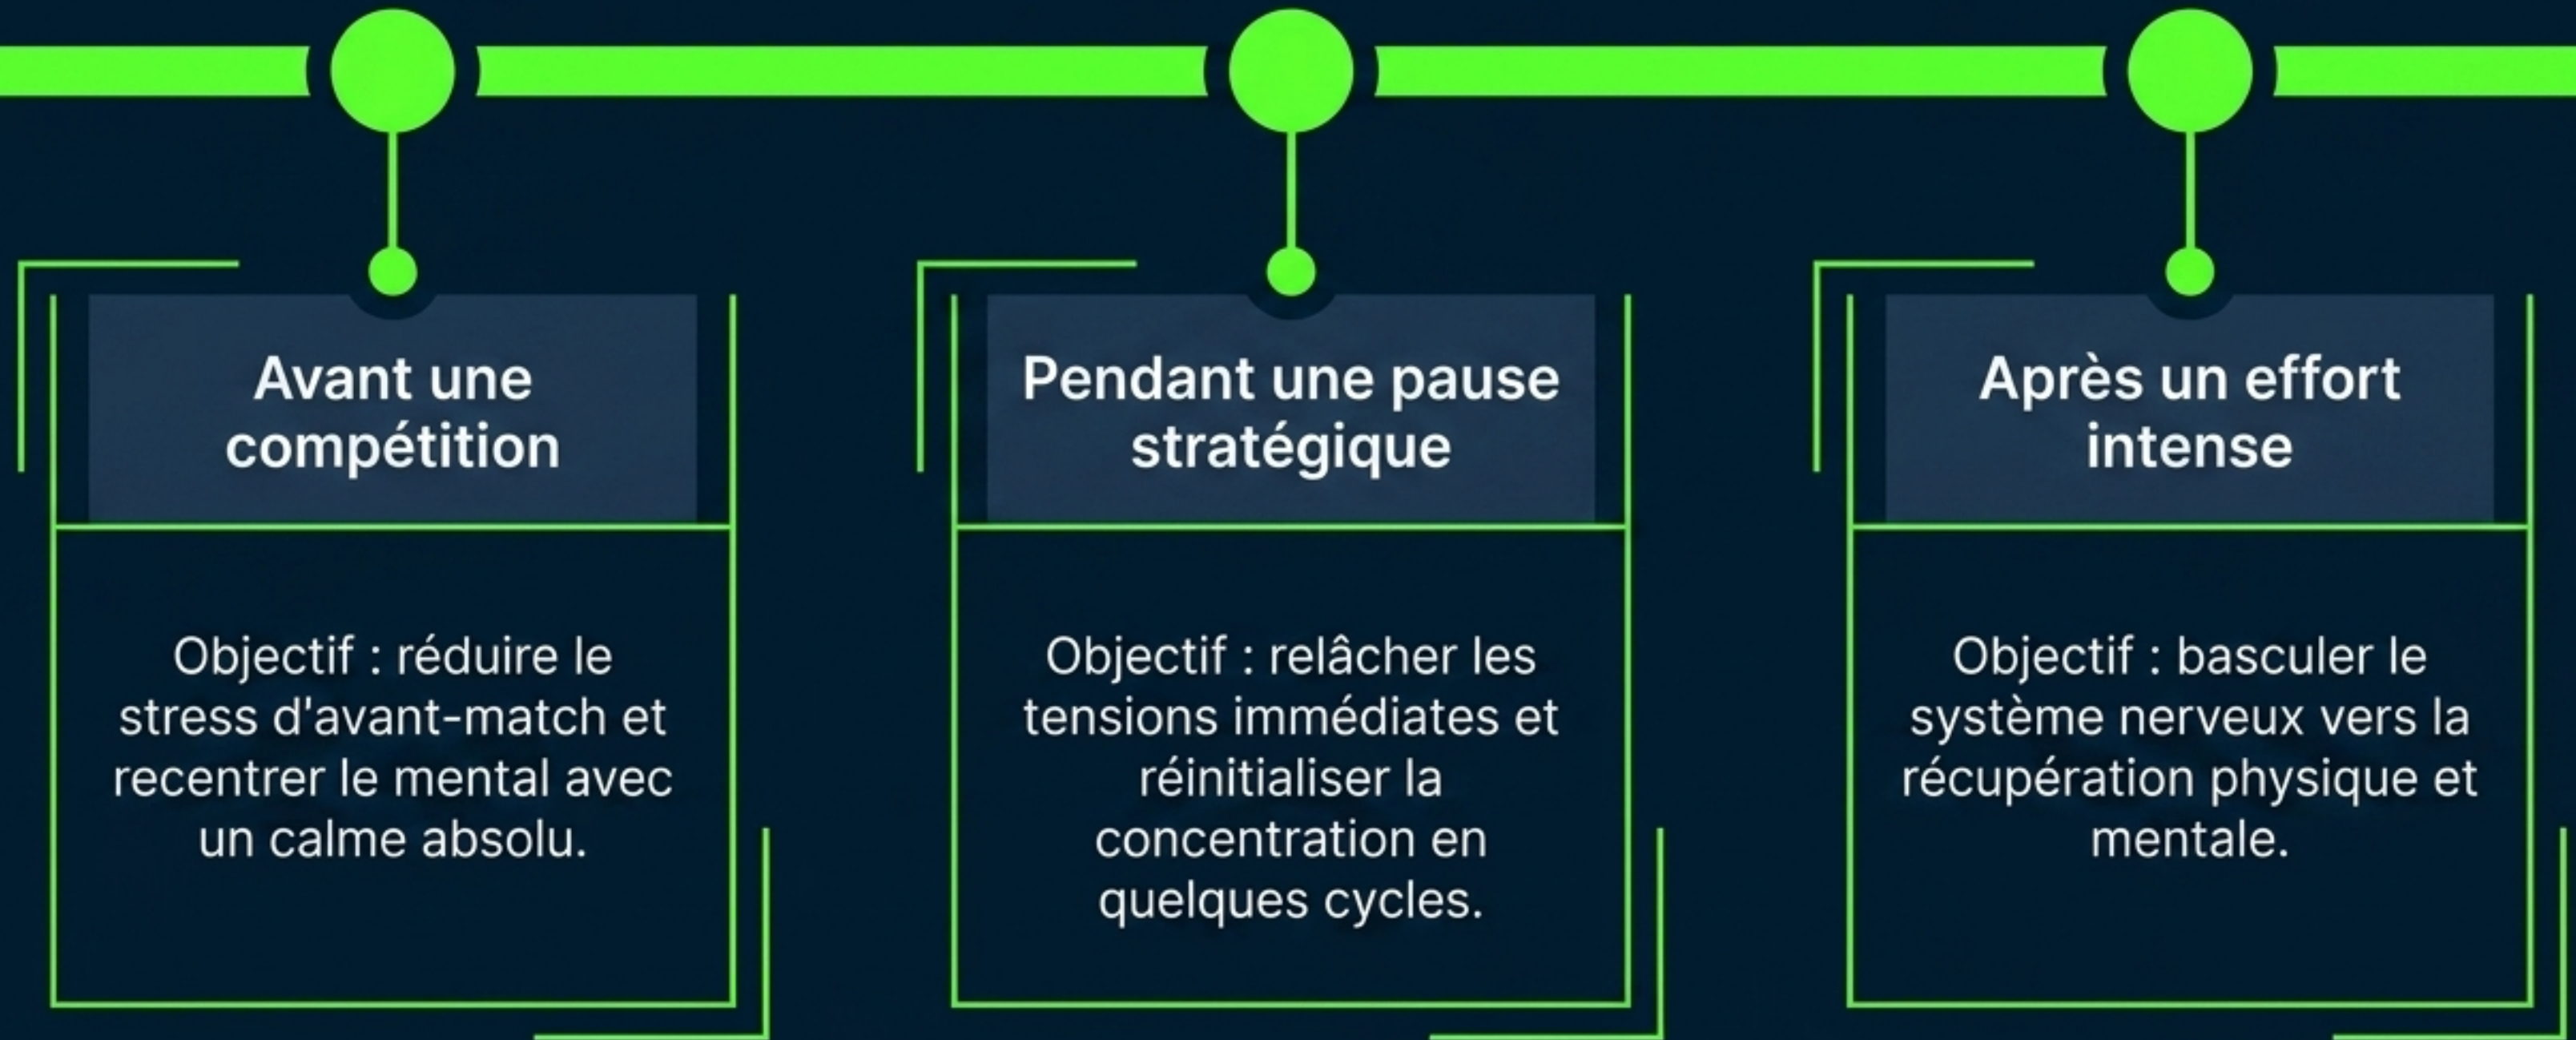 Avant une
compétition
Objectif : réduire le
stress d'avant-match et
recentrer le mental avec
un calme absolu.
Pendant une pause
stratégique
Objectif : relâcher les
tensions immédiates et
réinitialiser la
concentration en
quelques cycles.
Après un effort
intense
Objectif : basculer le
système nerveux vers la
récupération physique et
mentale.